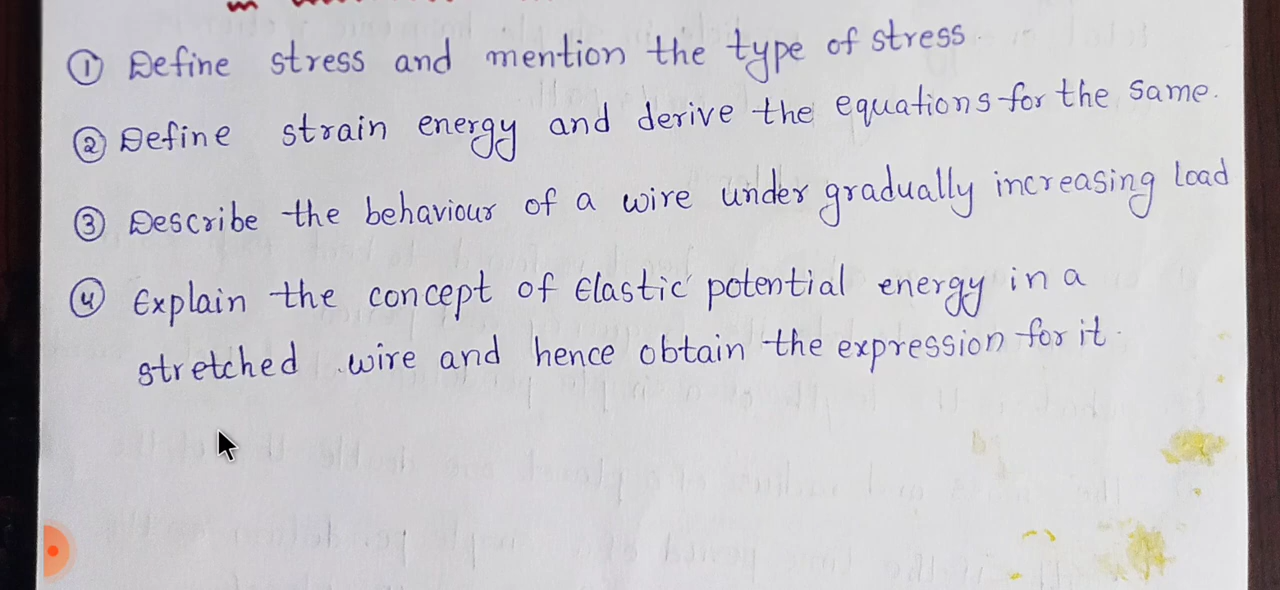 ① Define stress and mention the type of stress
② Define strain energy and derive the equations for the same.
③ Describe the behaviour of a wire under gradually increasing load
④ Explain the concept of Elastic potential energy in a
stretched wire and hence obtain the expression for it.